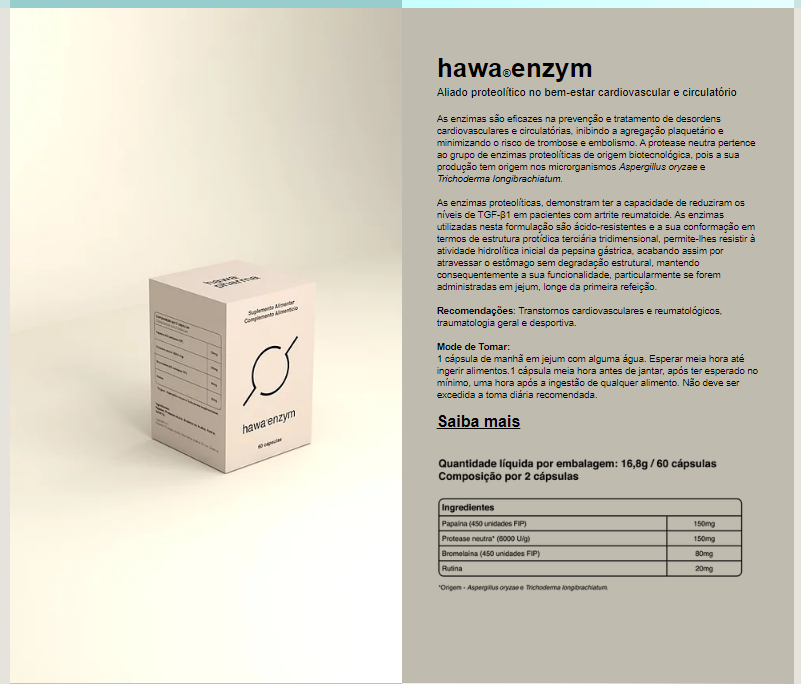 hawa
pharma
Suplemento Alimentar
Complemento Alimenticio
hawa®enzym
60 cápsulas
hawa®enzym
Aliado proteolítico no bem-estar cardiovascular e circulatório
As enzimas são eficazes na prevenção e tratamento de desordens
cardiovasculares e circulatórias, inibindo a agregação plaquetário e
minimizando o risco de trombose e embolismo. A protease neutra pertence
ao grupo de enzimas proteolíticas de origem biotecnológica, pois a sua
produção tem origem nos microrganismos Aspergillus oryzae e
Trichoderma longibrachiatum.
As enzimas proteolíticas, demonstram ter a capacidade de reduziram os
níveis de TGF-β1 em pacientes com artrite reumatoide. As enzimas
utilizadas nesta formulação são ácido-resistentes e a sua conformação em
termos de estrutura protídica terciária tridimensional, permite-lhes resistir à
atividade hidrolítica inicial da pepsina gástrica, acabando assim por
atravessar o estômago sem degradação estrutural, mantendo
consequentemente a sua funcionalidade, particularmente se forem
administradas em jejum, longe da primeira refeição.
Recomendações: Transtornos cardiovasculares e reumatológicos,
traumatologia geral e desportiva.
Mode de Tomar:
1 cápsula de manhã em jejum com alguma água. Esperar meia hora até
ingerir alimentos.1 cápsula meia hora antes de jantar, após ter esperado no
mínimo, uma hora após a ingestão de qualquer alimento. Não deve ser
excedida a toma diária recomendada.
Saiba mais
Quantidade líquida por embalagem: 16,8g / 60 cápsulas
Composição por 2 cápsulas
Ingredientes
Papaína (450 unidades FIP) 150mg
Protease neutra* (6000 U/g) 150mg
Bromelaína (450 unidades FIP) 80mg
Rutina 20mg
*Origem - Aspergillus oryzae e Trichoderma longibrachiatum.